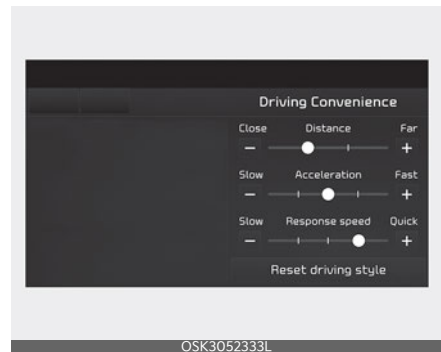 Driving Convenience
Close Distance Far
− +
Slow Acceleration Fast
− +
Slow Response speed Quick
− +
Reset driving style
OSK3052333L